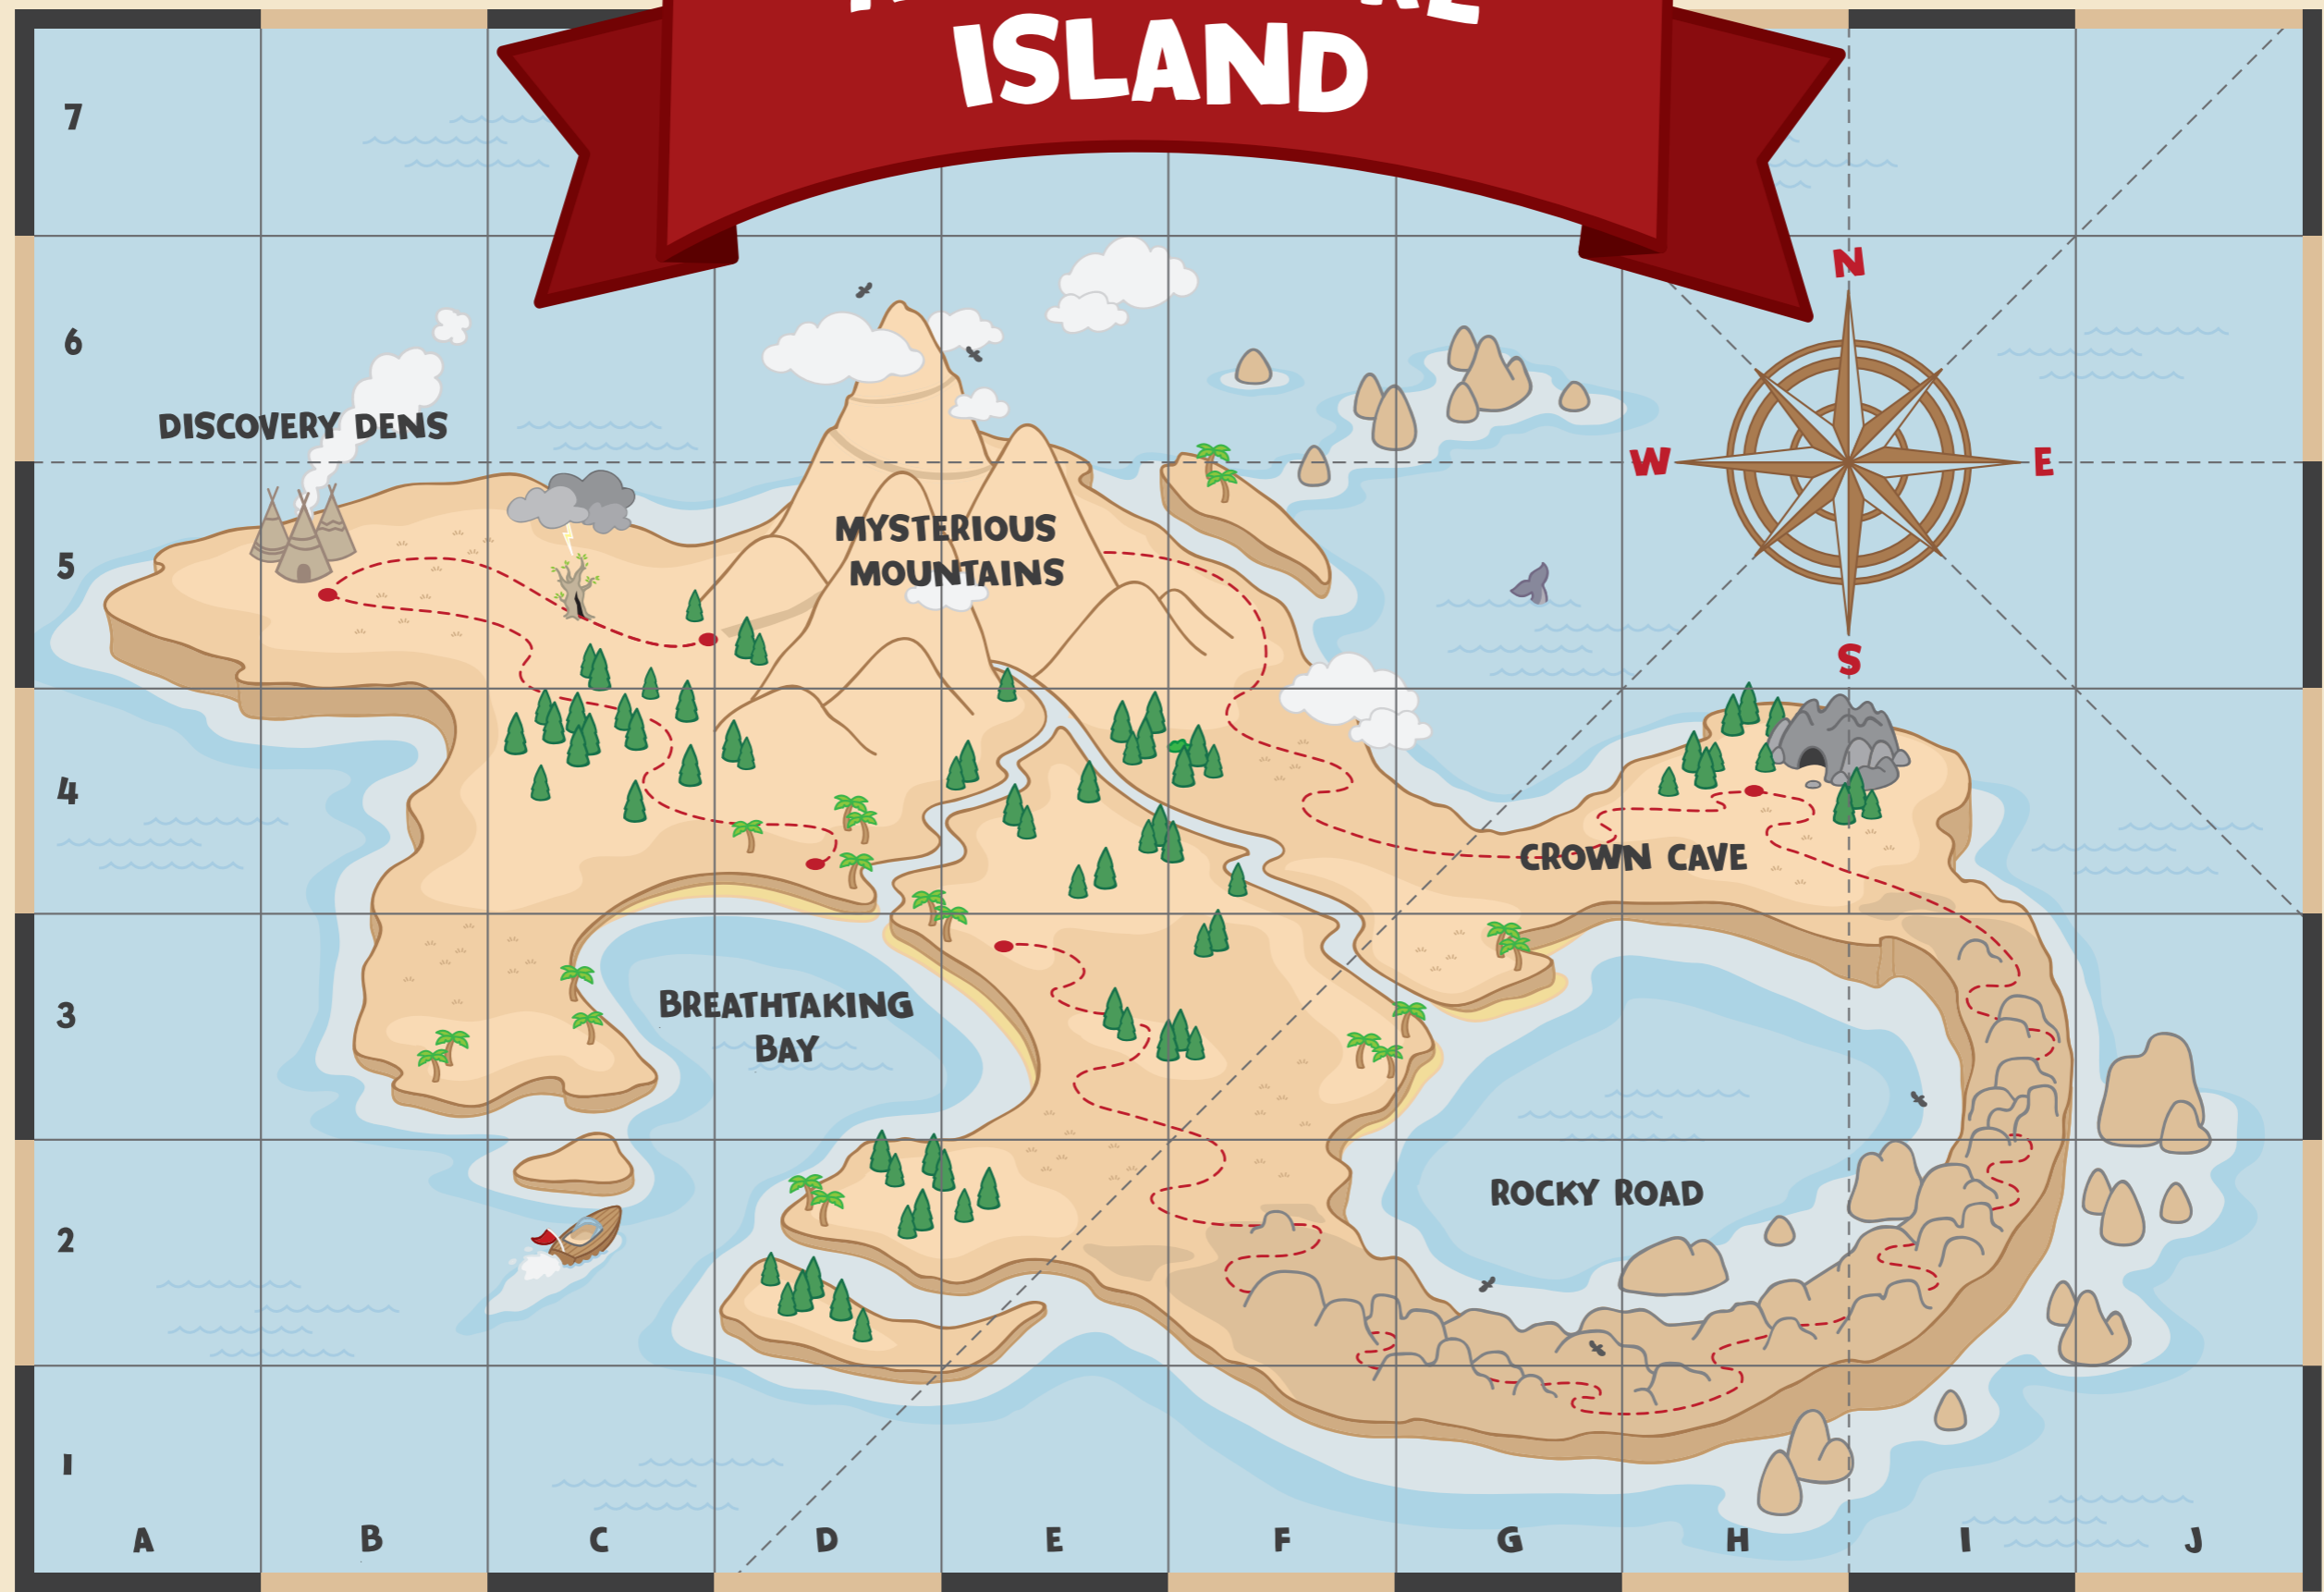 ISLAND
7
N
6
DISCOVERY DENS
W
E
MYSTERIOUS
MOUNTAINS
5
S
4
CROWN CAVE
BREATHTAKING
BAY
3
ROCKY ROAD
2
1
A B C D E F G H I J